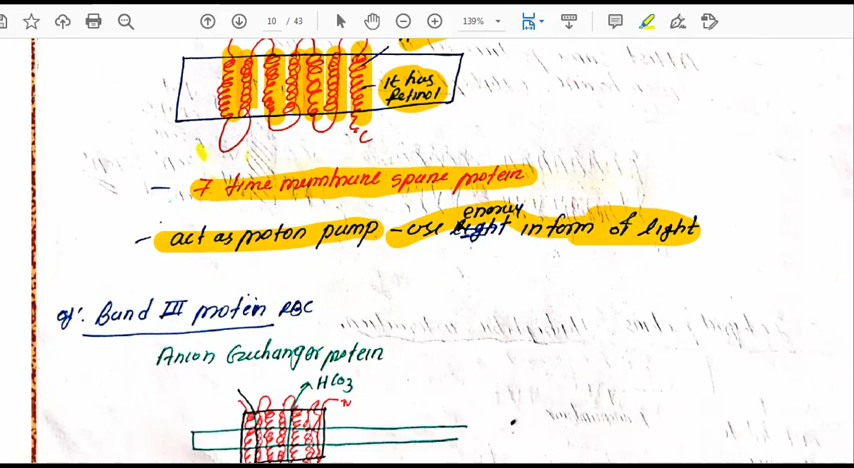 10 / 43
139%
It has
Retinol
C
- 7 time membrane spane protein
- act as proton pump - use energy in form of light
eg: Band III protein RBC
Anion Exchanger protein
HCO3
N